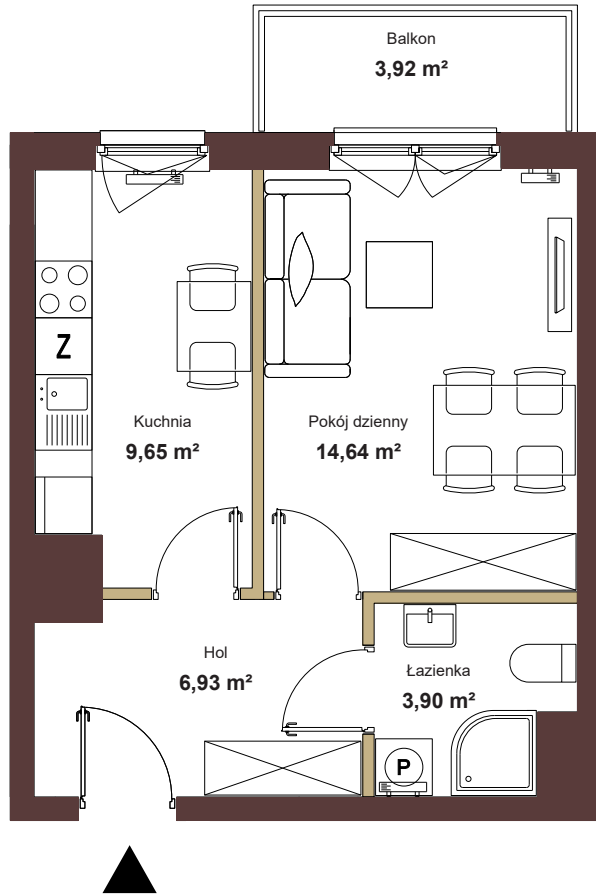 Balkon
3,92 m²
Z
Kuchnia
9,65 m²
Pokój dzienny
14,64 m²
Hol
6,93 m²
Łazienka
3,90 m²
P